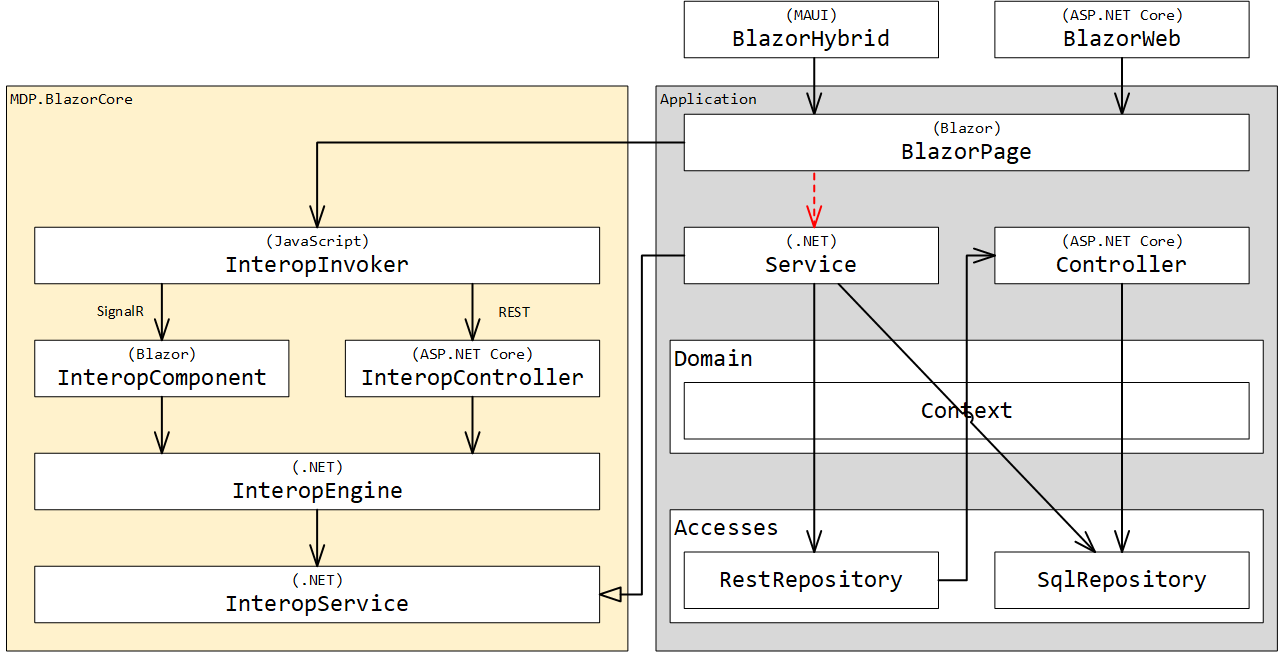 (MAUI)
BlazorHybrid
(ASP.NET Core)
BlazorWeb
MDP.BlazorCore
Application
(Blazor)
BlazorPage
(JavaScript)
InteropInvoker
(.NET)
Service
(ASP.NET Core)
Controller
SignalR
REST
(Blazor)
InteropComponent
(ASP.NET Core)
InteropController
Domain
Context
(.NET)
InteropEngine
Accesses
RestRepository
SqlRepository
(.NET)
InteropService